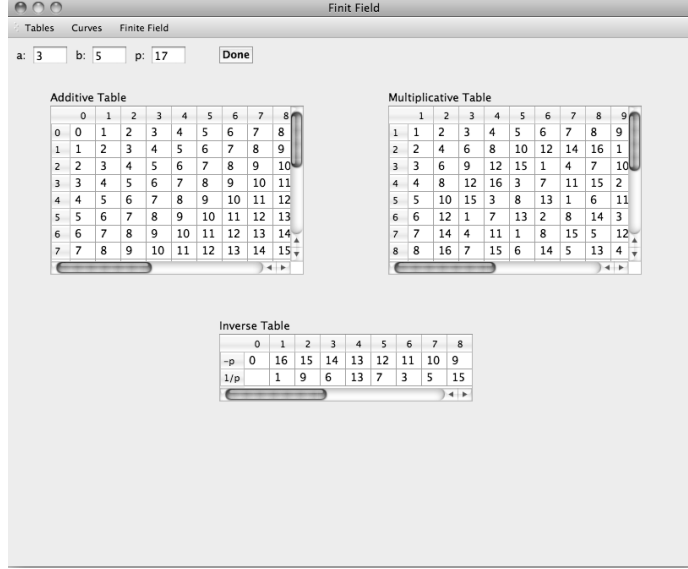 Finit Field
Tables Curves Finite Field
a: 3 b: 5 p: 17 Done
Additive Table
0 1 2 3 4 5 6 7 8
0 0 1 2 3 4 5 6 7 8
1 1 2 3 4 5 6 7 8 9
2 2 3 4 5 6 7 8 9 10
3 3 4 5 6 7 8 9 10 11
4 4 5 6 7 8 9 10 11 12
5 5 6 7 8 9 10 11 12 13
6 6 7 8 9 10 11 12 13 14
7 7 8 9 10 11 12 13 14 15
Multiplicative Table
1 2 3 4 5 6 7 8 9
1 1 2 3 4 5 6 7 8 9
2 2 4 6 8 10 12 14 16 1
3 3 6 9 12 15 1 4 7 10
4 4 8 12 16 3 7 11 15 2
5 5 10 15 3 8 13 1 6 11
6 6 12 1 7 13 2 8 14 3
7 7 14 4 11 1 8 15 5 12
8 8 16 7 15 6 14 5 13 4
Inverse Table
0 1 2 3 4 5 6 7 8
-p 0 16 15 14 13 12 11 10 9
1/p 1 9 6 13 7 3 5 15